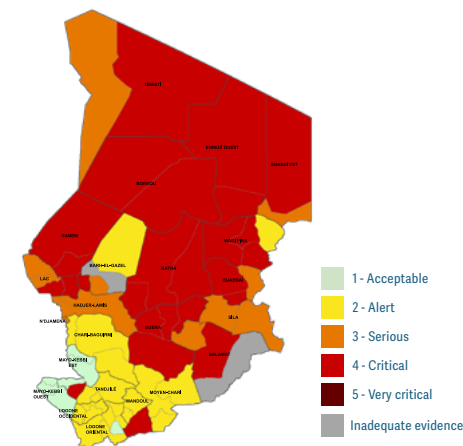 TIBESTI
ENNEDI OUEST
ENNEDI EST
BORKOU
KANEM
WADI FIRA
BARH-EL-GAZEL
BATHA
OUADDAI
LAC
HADJER-LAMIS
SILA
N'DJAMENA
GUERA
CHARI-BAGUIRMI
SALAMAT
MAYO-KEBBI
EST
MAYO-KEBBI
OUEST
TANDJILÉ
MOYEN-CHARI
MANDOUL
LOGONE
OCCIDENTAL
LOGONE
ORIENTAL
1 - Acceptable
2 - Alert
3 - Serious
4 - Critical
5 - Very critical
Inadequate evidence